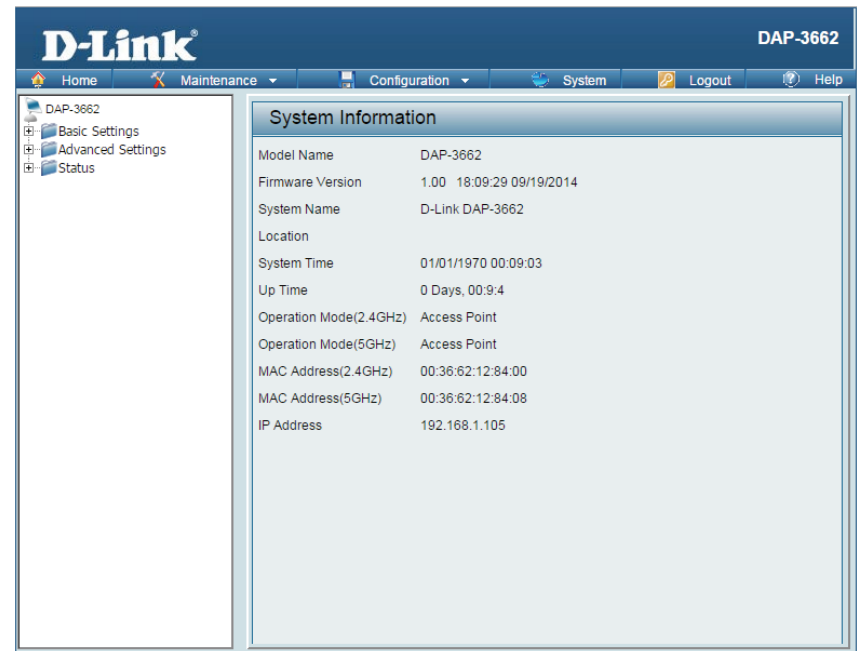 D-Link®
DAP-3662
Home Maintenance Configuration System Logout Help
DAP-3662
Basic Settings
Advanced Settings
Status
System Information
Model Name DAP-3662
Firmware Version 1.00 18:09:29 09/19/2014
System Name D-Link DAP-3662
Location
System Time 01/01/1970 00:09:03
Up Time 0 Days, 00:9:4
Operation Mode(2.4GHz) Access Point
Operation Mode(5GHz) Access Point
MAC Address(2.4GHz) 00:36:62:12:84:00
MAC Address(5GHz) 00:36:62:12:84:08
IP Address 192.168.1.105